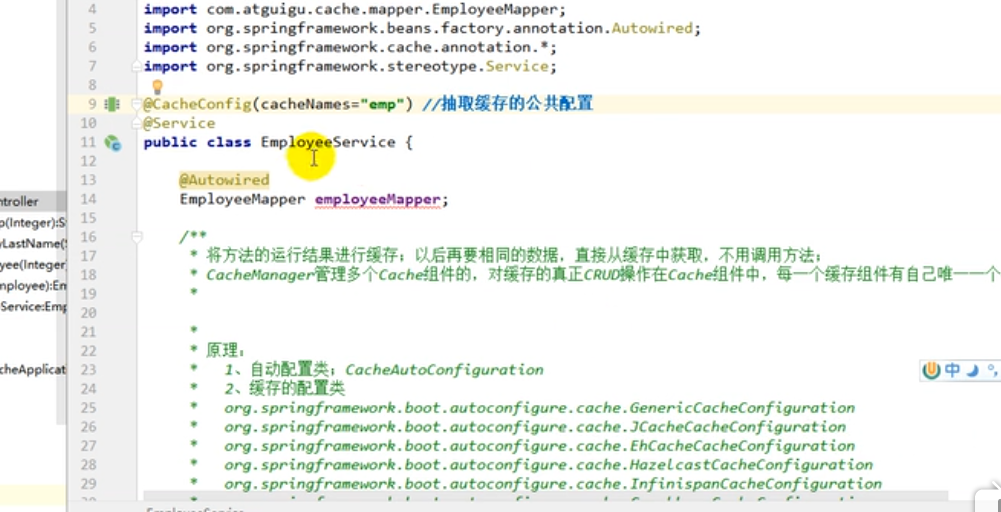 4 import com.atguigu.cache.mapper.EmployeeMapper;
5 import org.springframework.beans.factory.annotation.Autowired;
6 import org.springframework.cache.annotation.*;
7 import org.springframework.stereotype.Service;
8
9 @CacheConfig(cacheNames="emp") //抽取缓存的公共配置
10 @Service
11 public class EmployeeService {
12
13 @Autowired
14 EmployeeMapper employeeMapper;
15
16 /**
17 * 将方法的运行结果进行缓存；以后再要相同的数据，直接从缓存中获取，不用调用方法；
18 * CacheManager管理多个Cache组件的，对缓存的真正CRUD操作在Cache组件中，每一个缓存组件有自己唯一一个
19 *
20
21 *
22 * 原理：
23 * 1、自动配置类；CacheAutoConfiguration
24 * 2、缓存的配置类
25 * org.springframework.boot.autoconfigure.cache.GenericCacheConfiguration
26 * org.springframework.boot.autoconfigure.cache.JCacheCacheConfiguration
27 * org.springframework.boot.autoconfigure.cache.EhCacheCacheConfiguration
28 * org.springframework.boot.autoconfigure.cache.HazelcastCacheConfiguration
29 * org.springframework.boot.autoconfigure.cache.InfinispanCacheConfiguration
ntroller
p(Integer):S
yLastName(S
yee(Integer
mployee):Em
Service:Emp
cheApplicat
中